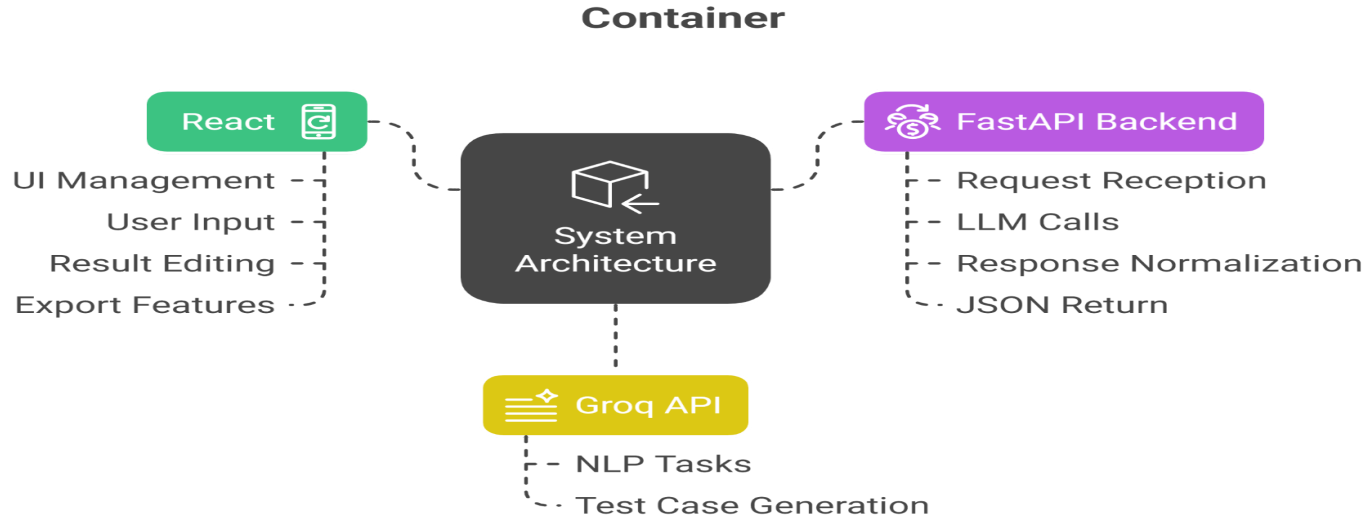 Container
React
UI Management
User Input
Result Editing
Export Features
System
Architecture
FastAPI Backend
Request Reception
LLM Calls
Response Normalization
JSON Return
Groq API
NLP Tasks
Test Case Generation